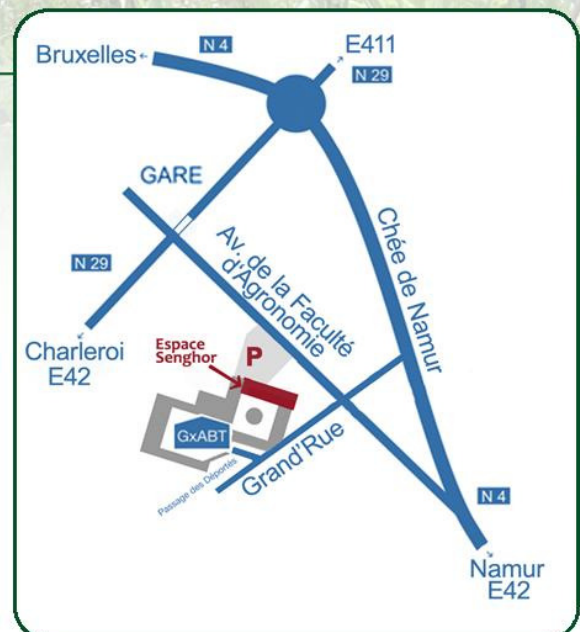 Bruxelles
N 4
E411
N 29
GARE
N 29
Charleroi
E42
Av. de la Faculté
d'Agronomie
Chée de Namur
Espace
Senghor
P
GxABT
Passage des Déportés
Grand'Rue
N 4
Namur
E42